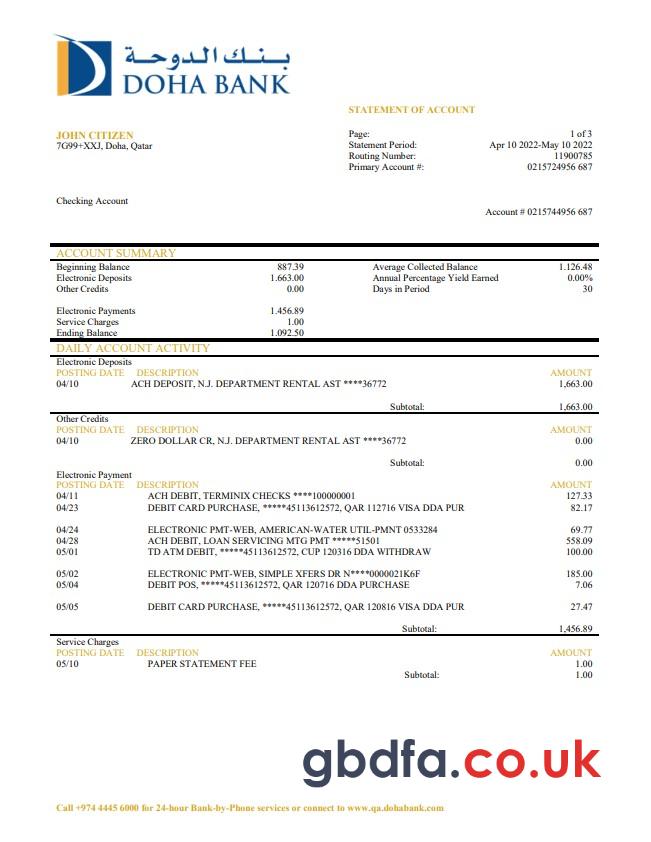 بنك الدوحة
DOHA BANK
STATEMENT OF ACCOUNT
JOHN CITIZEN
7G99+XXJ, Doha, Qatar
Page: 1 of 3
Statement Period: Apr 10 2022-May 10 2022
Routing Number: 11900785
Primary Account #: 0215724956 687
Checking Account
Account # 0215744956 687
ACCOUNT SUMMARY
Beginning Balance 887.39 Average Collected Balance 1.126.48
Electronic Deposits 1.663.00 Annual Percentage Yield Earned 0.00%
Other Credits 0.00 Days in Period 30
Electronic Payments 1.456.89
Service Charges 1.00
Ending Balance 1.092.50
DAILY ACCOUNT ACTIVITY
Electronic Deposits
POSTING DATE DESCRIPTION AMOUNT
04/10 ACH DEPOSIT, N.J. DEPARTMENT RENTAL AST ****36772 1,663.00
Subtotal: 1,663.00
Other Credits
POSTING DATE DESCRIPTION AMOUNT
04/10 ZERO DOLLAR CR, N.J. DEPARTMENT RENTAL AST ****36772 0.00
Subtotal: 0.00
Electronic Payment
POSTING DATE DESCRIPTION AMOUNT
04/11 ACH DEBIT, TERMINIX CHECKS ****100000001 127.33
04/23 DEBIT CARD PURCHASE, *****45113612572, QAR 112716 VISA DDA PUR 82.17
04/24 ELECTRONIC PMT-WEB, AMERICAN-WATER UTIL-PMNT 0533284 69.77
04/28 ACH DEBIT, LOAN SERVICING MTG PMT *****51501 558.09
05/01 TD ATM DEBIT, *****45113612572, CUP 120316 DDA WITHDRAW 100.00
05/02 ELECTRONIC PMT-WEB, SIMPLE XFERS DR N****0000021K6F 185.00
05/04 DEBIT POS, *****45113612572, QAR 120716 DDA PURCHASE 7.06
05/05 DEBIT CARD PURCHASE, *****45113612572, QAR 120816 VISA DDA PUR 27.47
Subtotal: 1,456.89
Service Charges
POSTING DATE DESCRIPTION AMOUNT
05/10 PAPER STATEMENT FEE 1.00
Subtotal: 1.00
gbdfa.co.uk
Call +974 4445 6000 for 24-hour Bank-by-Phone services or connect to www.qa.dohabank.com